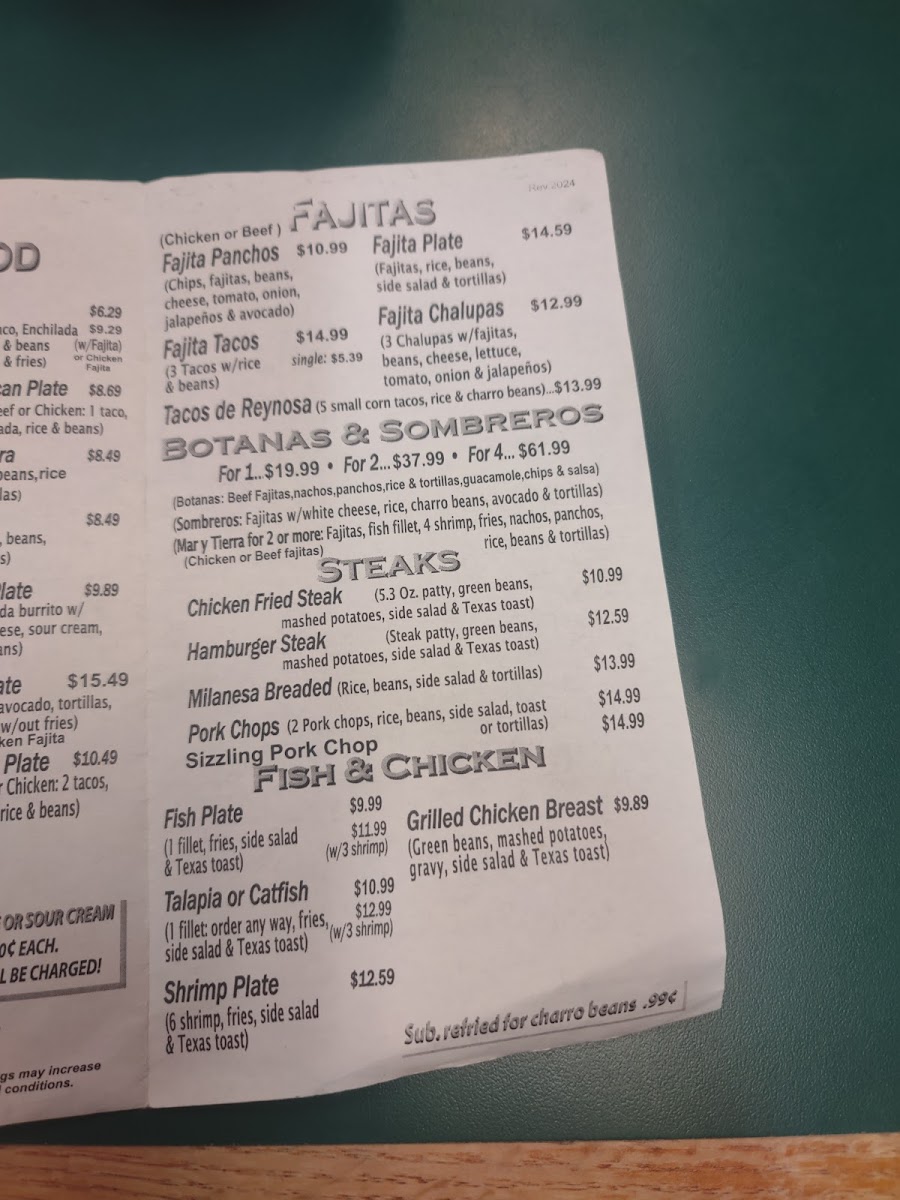 OD
$6.29
aco, Enchilada $9.29
& beans (w/Fajita)
& fries) or Chicken
Fajita
can Plate $8.69
eef or Chicken: 1 taco,
ada, rice & beans)
ra $8.49
beans,rice
las)
$8.49
, beans,
s)
late $9.89
da burrito w/
ese, sour cream,
ans)
ate $15.49
avocado, tortillas,
w/out fries)
ken Fajita
Plate $10.49
r Chicken: 2 tacos,
rice & beans)
OR SOUR CREAM
0¢ EACH.
L BE CHARGED!
gs may increase
conditions.
Rev.2024
(Chicken or Beef ) FAJITAS
Fajita Panchos $10.99
(Chips, fajitas, beans,
cheese, tomato, onion,
jalapeños & avocado)
Fajita Tacos $14.99
(3 Tacos w/rice single: $5.39
& beans)
Fajita Plate $14.59
(Fajitas, rice, beans,
side salad & tortillas)
Fajita Chalupas $12.99
(3 Chalupas w/fajitas,
beans, cheese, lettuce,
tomato, onion & jalapeños)
Tacos de Reynosa (5 small corn tacos, rice & charro beans)...$13.99
BOTANAS & SOMBREROS
For 1..$19.99 • For 2...$37.99 • For 4... $61.99
(Botanas: Beef Fajitas,nachos,panchos,rice & tortillas,guacamole,chips & salsa)
(Sombreros: Fajitas w/white cheese, rice, charro beans, avocado & tortillas)
(Mar y Tierra for 2 or more: Fajitas, fish fillet, 4 shrimp, fries, nachos, panchos,
(Chicken or Beef fajitas) rice, beans & tortillas)
STEAKS
Chicken Fried Steak (5.3 Oz. patty, green beans, $10.99
mashed potatoes, side salad & Texas toast)
Hamburger Steak (Steak patty, green beans, $12.59
mashed potatoes, side salad & Texas toast)
Milanesa Breaded (Rice, beans, side salad & tortillas) $13.99
Pork Chops (2 Pork chops, rice, beans, side salad, toast $14.99
or tortillas)
Sizzling Pork Chop $14.99
FISH & CHICKEN
Fish Plate $9.99
(1 fillet, fries, side salad $11.99
& Texas toast) (w/3 shrimp)
Talapia or Catfish $10.99
(1 fillet: order any way, fries, $12.99
side salad & Texas toast) (w/3 shrimp)
Shrimp Plate $12.59
(6 shrimp, fries, side salad
& Texas toast)
Grilled Chicken Breast $9.89
(Green beans, mashed potatoes,
gravy, side salad & Texas toast)
Sub. refried for charro beans .99¢